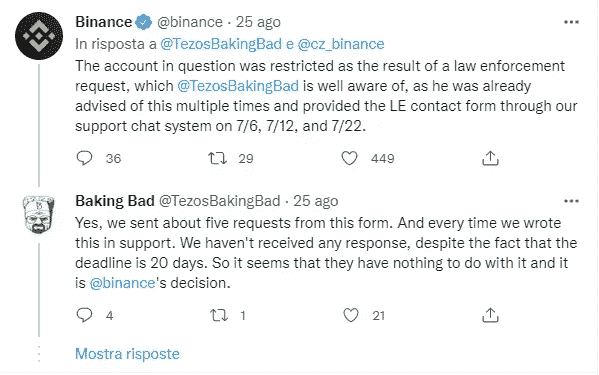 Binance @binance · 25 ago
In risposta a @TezosBakingBad e @cz_binance
The account in question was restricted as the result of a law enforcement
request, which @TezosBakingBad is well aware of, as he was already
advised of this multiple times and provided the LE contact form through our
support chat system on 7/6, 7/12, and 7/22.
36 29 449
Baking Bad @TezosBakingBad · 25 ago
Yes, we sent about five requests from this form. And every time we wrote
this in support. We haven't received any response, despite the fact that the
deadline is 20 days. So it seems that they have nothing to do with it and it
is @binance's decision.
4 1 21
Mostra risposte